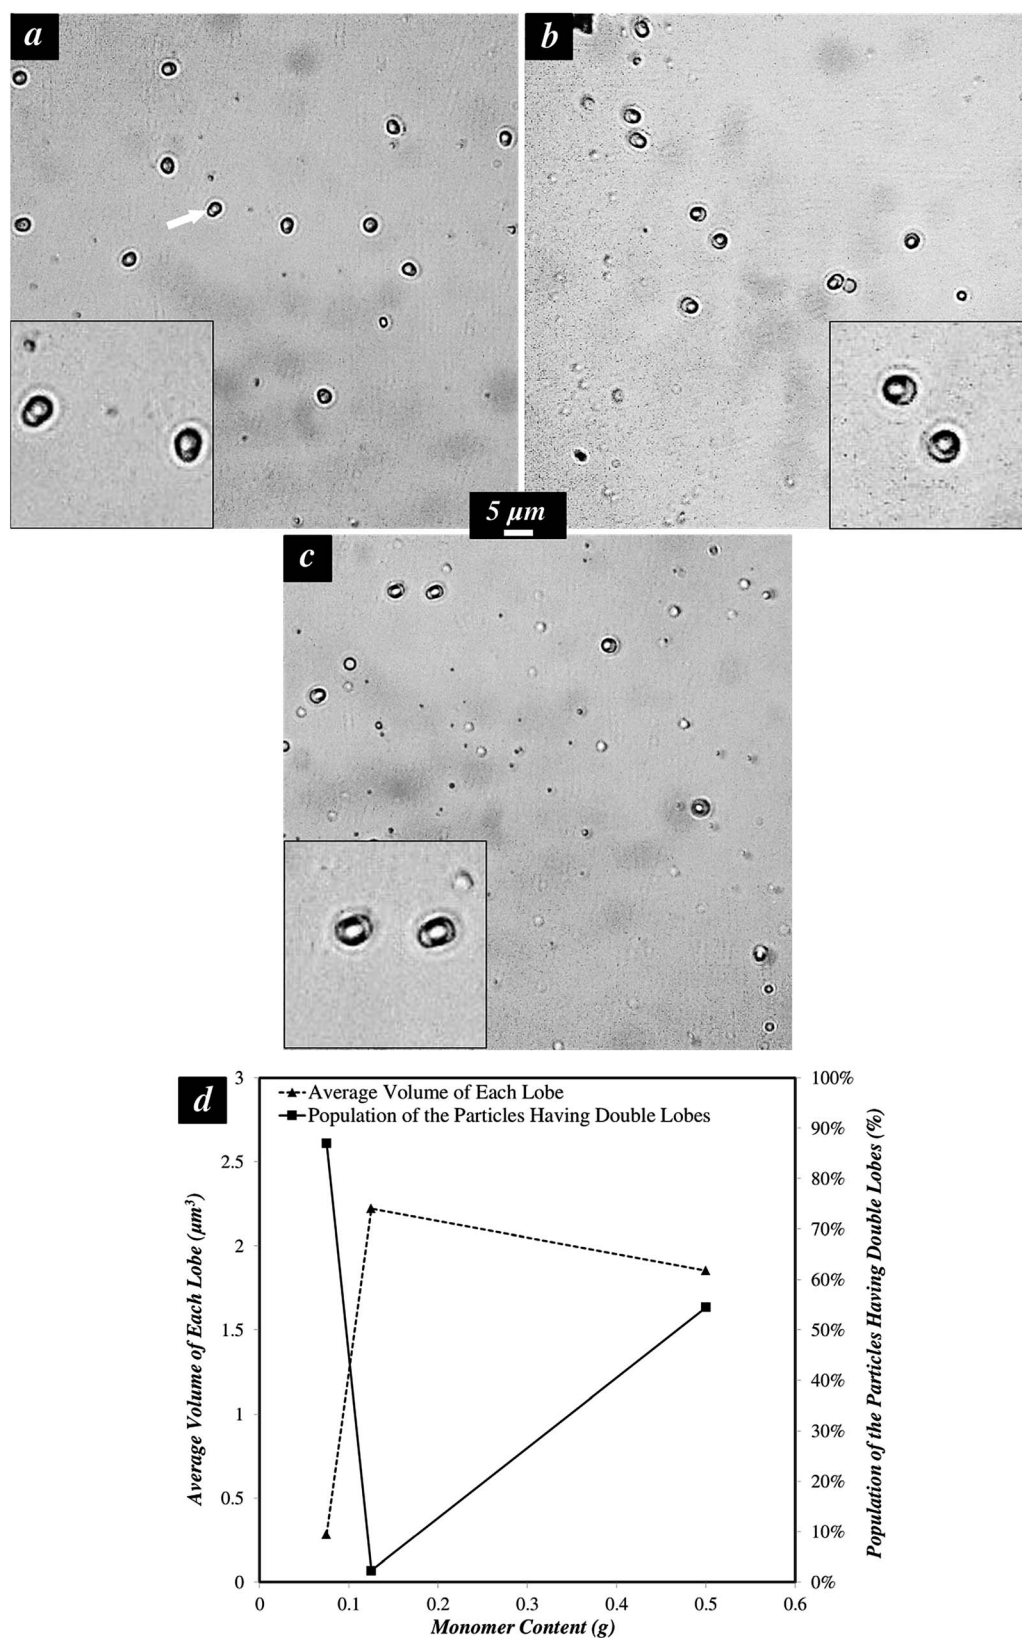 a
b
5 μm
c
d
Average Volume of Each Lobe
Population of the Particles Having Double Lobes
3
2.5
2
1.5
1
0.5
0
Average Volume of Each Lobe (μm³)
100%
90%
80%
70%
60%
50%
40%
30%
20%
10%
0%
Population of the Particles Having Double Lobes (%)
0 0.1 0.2 0.3 0.4 0.5 0.6
Monomer Content (g)